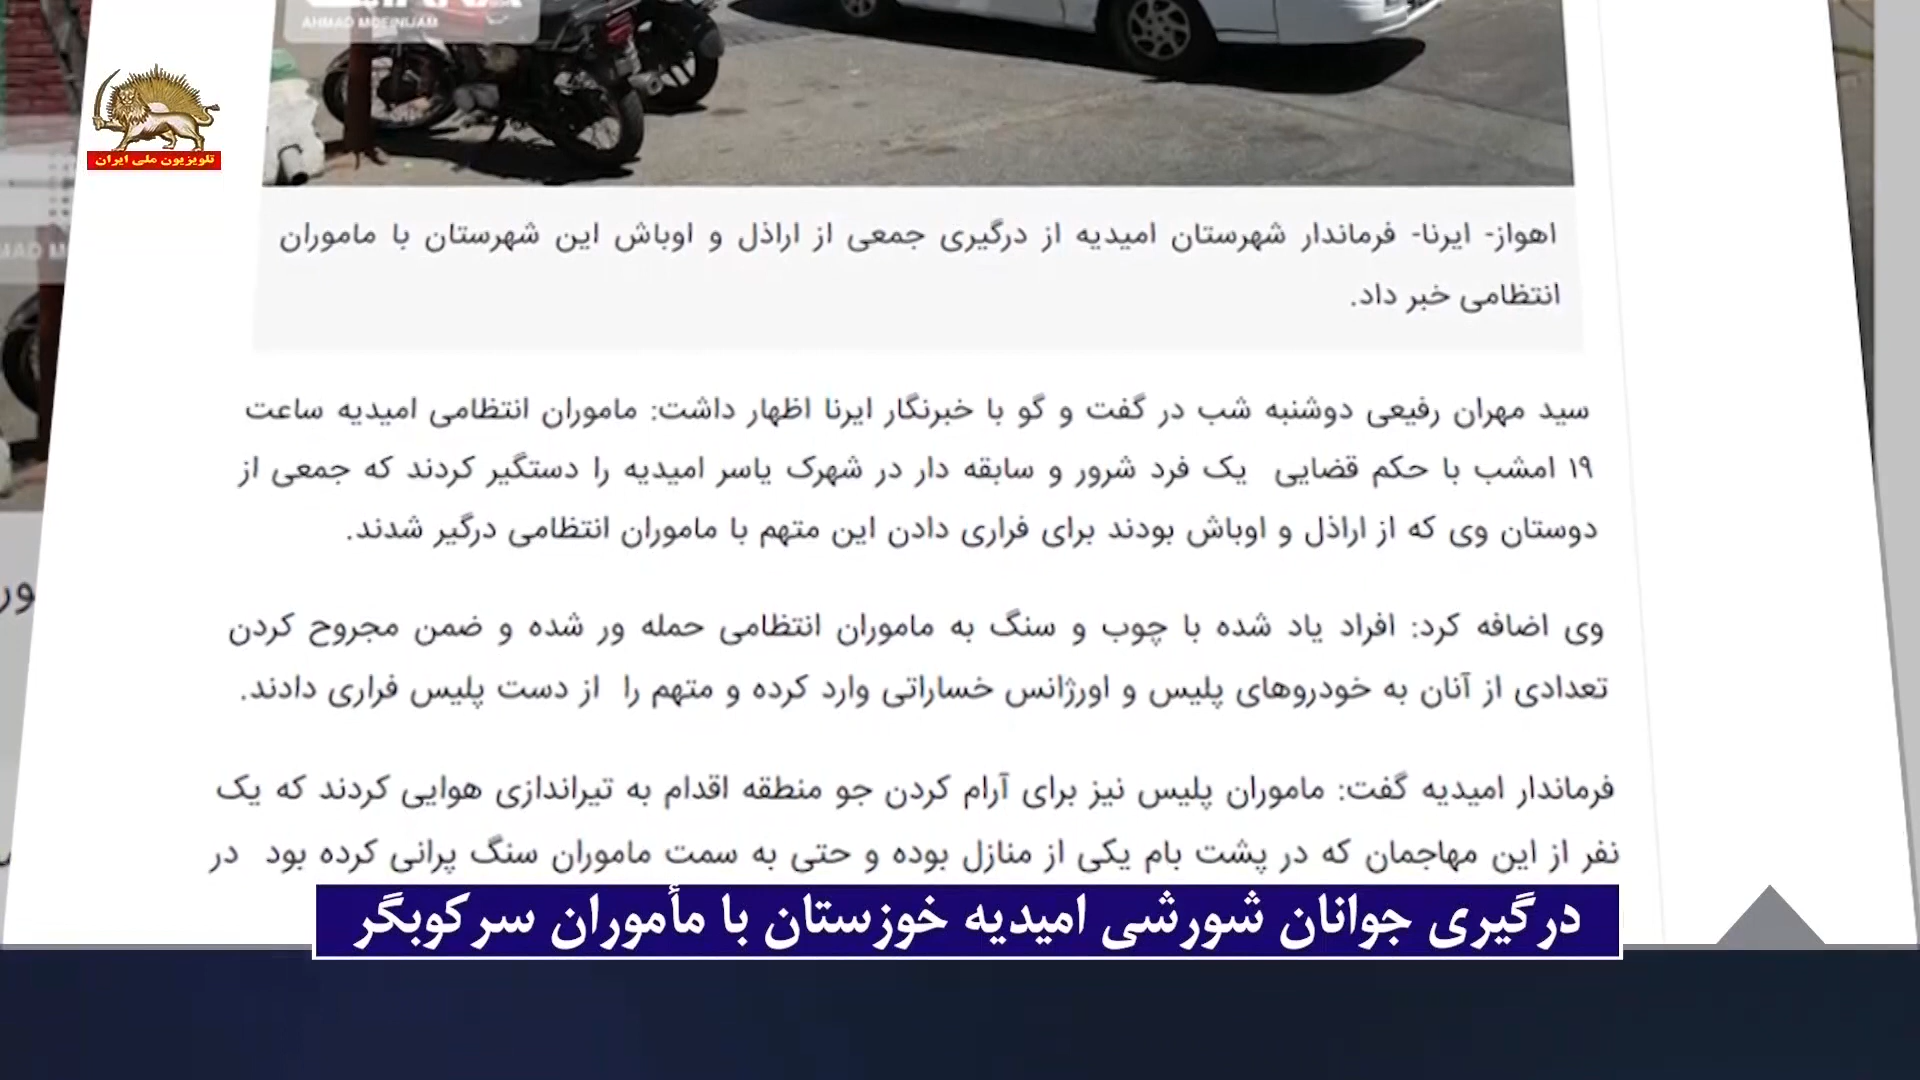 AHMAD MOEINIJAM
تلویزیون ملی ایران
اهواز- ایرنا- فرماندار شهرستان امیدیه از درگیری جمعی از اراذل و اوباش این شهرستان با ماموران
انتظامی خبر داد.
سید مهران رفیعی دوشنبه شب در گفت و گو با خبرنگار ایرنا اظهار داشت: ماموران انتظامی امیدیه ساعت
۱۹ امشب با حکم قضایی یک فرد شرور و سابقه دار در شهرک یاسر امیدیه را دستگیر کردند که جمعی از
دوستان وی که از اراذل و اوباش بودند برای فراری دادن این متهم با ماموران انتظامی درگیر شدند.
وی اضافه کرد: افراد یاد شده با چوب و سنگ به ماموران انتظامی حمله ور شده و ضمن مجروح کردن
تعدادی از آنان به خودروهای پلیس و اورژانس خساراتی وارد کرده و متهم را از دست پلیس فراری دادند.
فرماندار امیدیه گفت: ماموران پلیس نیز برای آرام کردن جو منطقه اقدام به تیراندازی هوایی کردند که یک
نفر از این مهاجمان که در پشت بام یکی از منازل بوده و حتی به سمت ماموران سنگ پرانی کرده بود در
درگیری جوانان شورشی امیدیه خوزستان با مأموران سرکوبگر